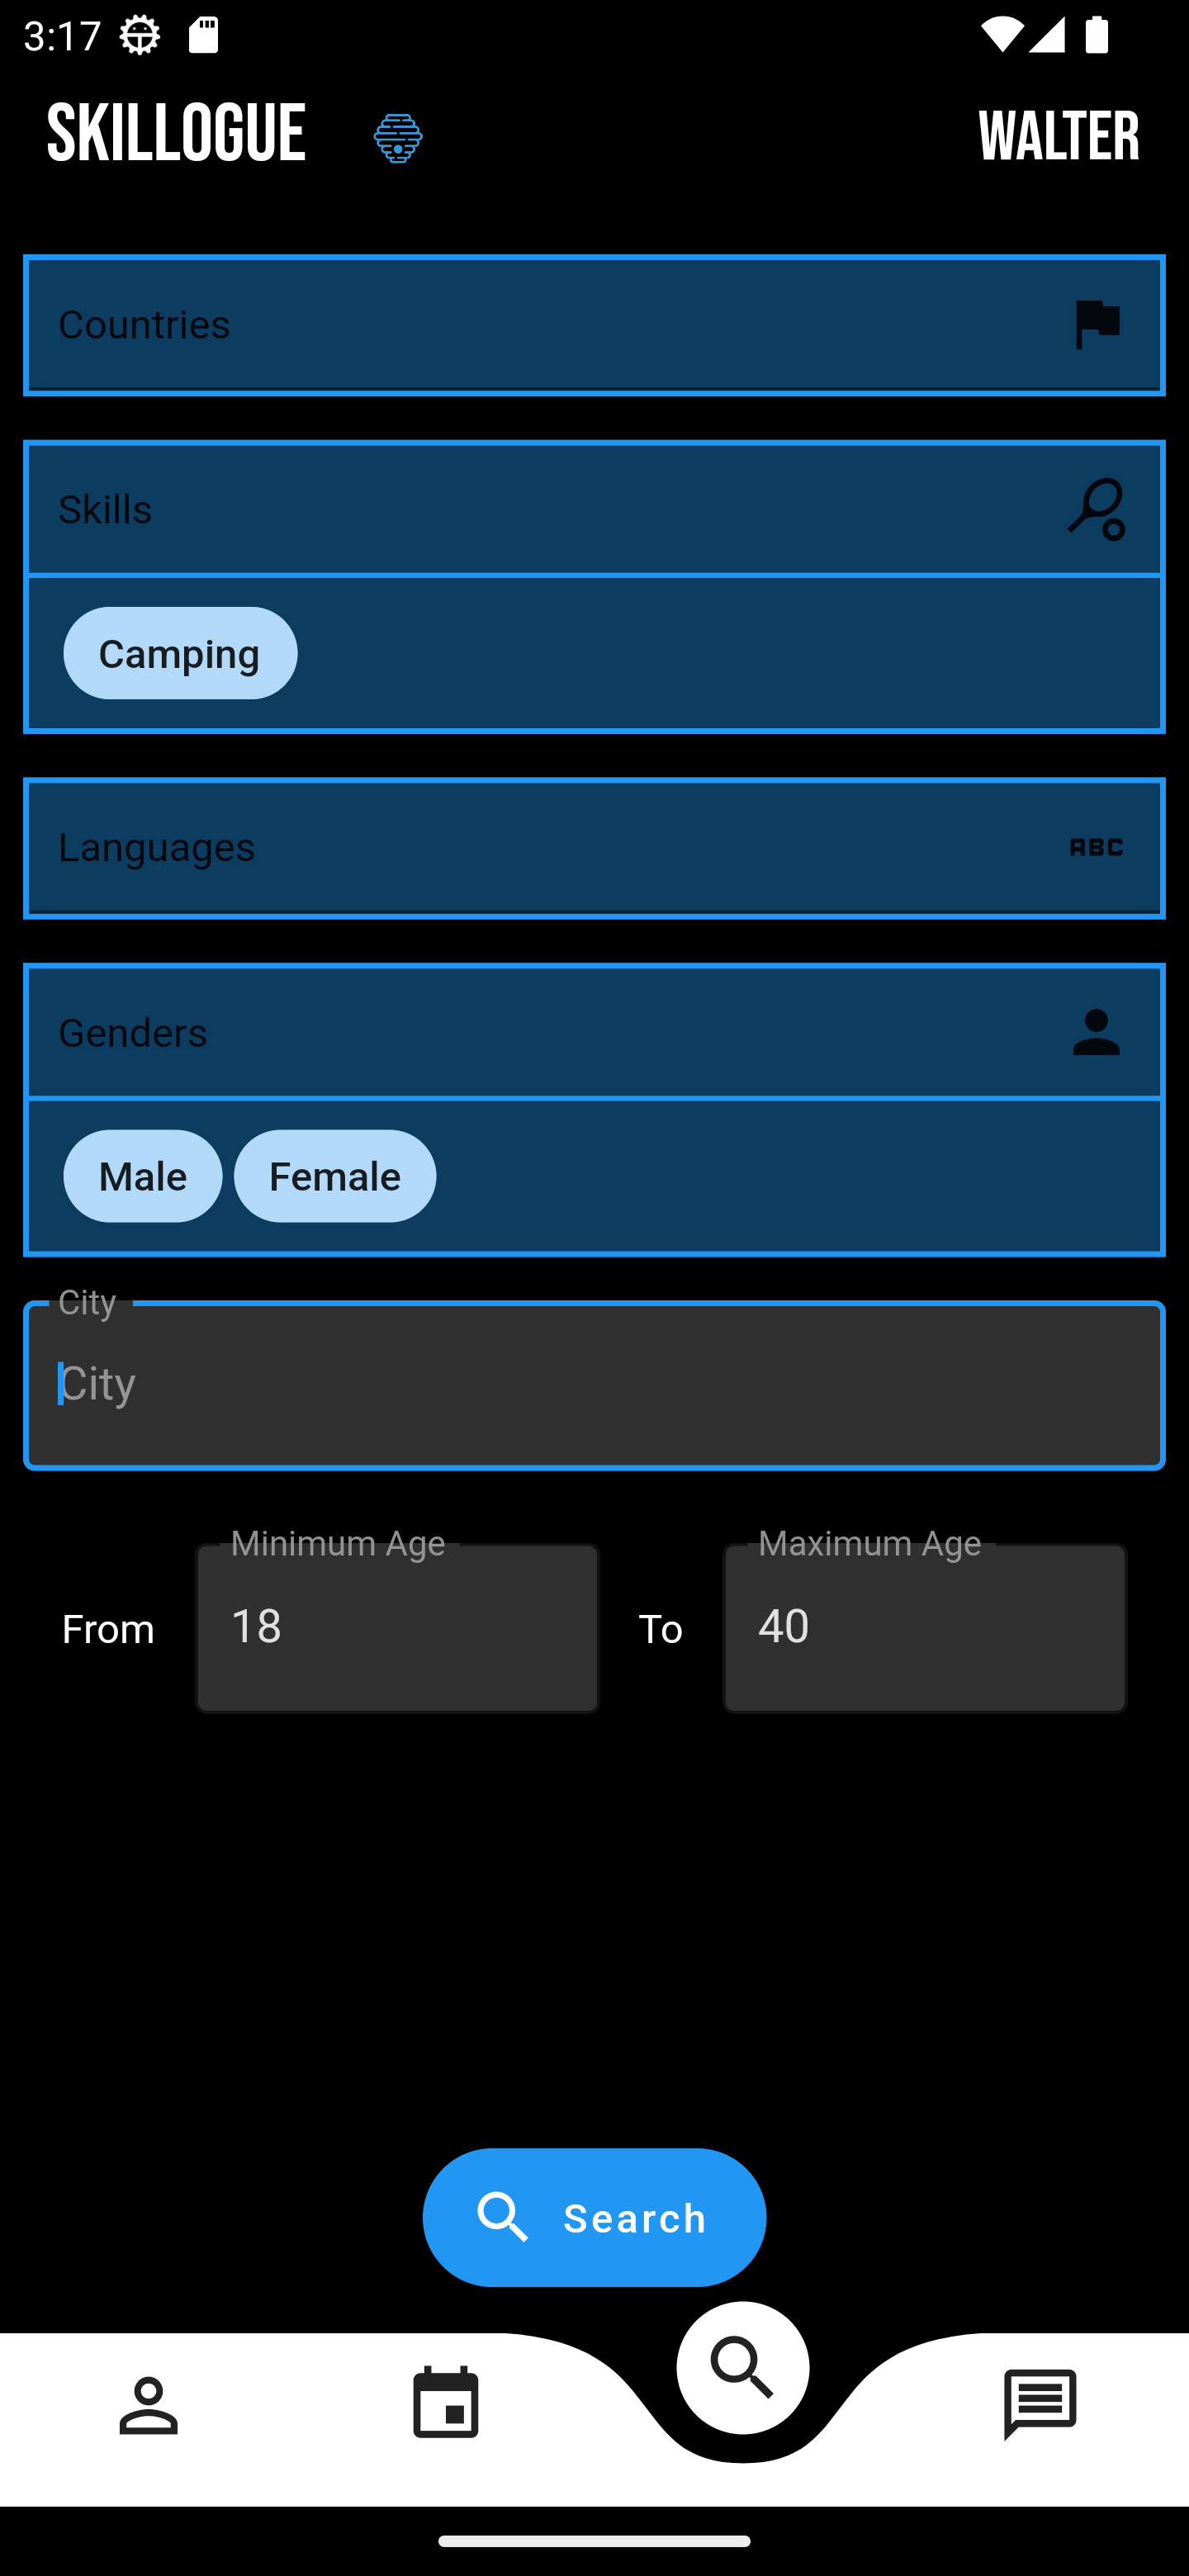 3:17
SKILLOGUE
WALTER
Countries
Skills
Camping
Languages
ABC
Genders
Male Female
City
City
Minimum Age Maximum Age
From 18 To 40
Search